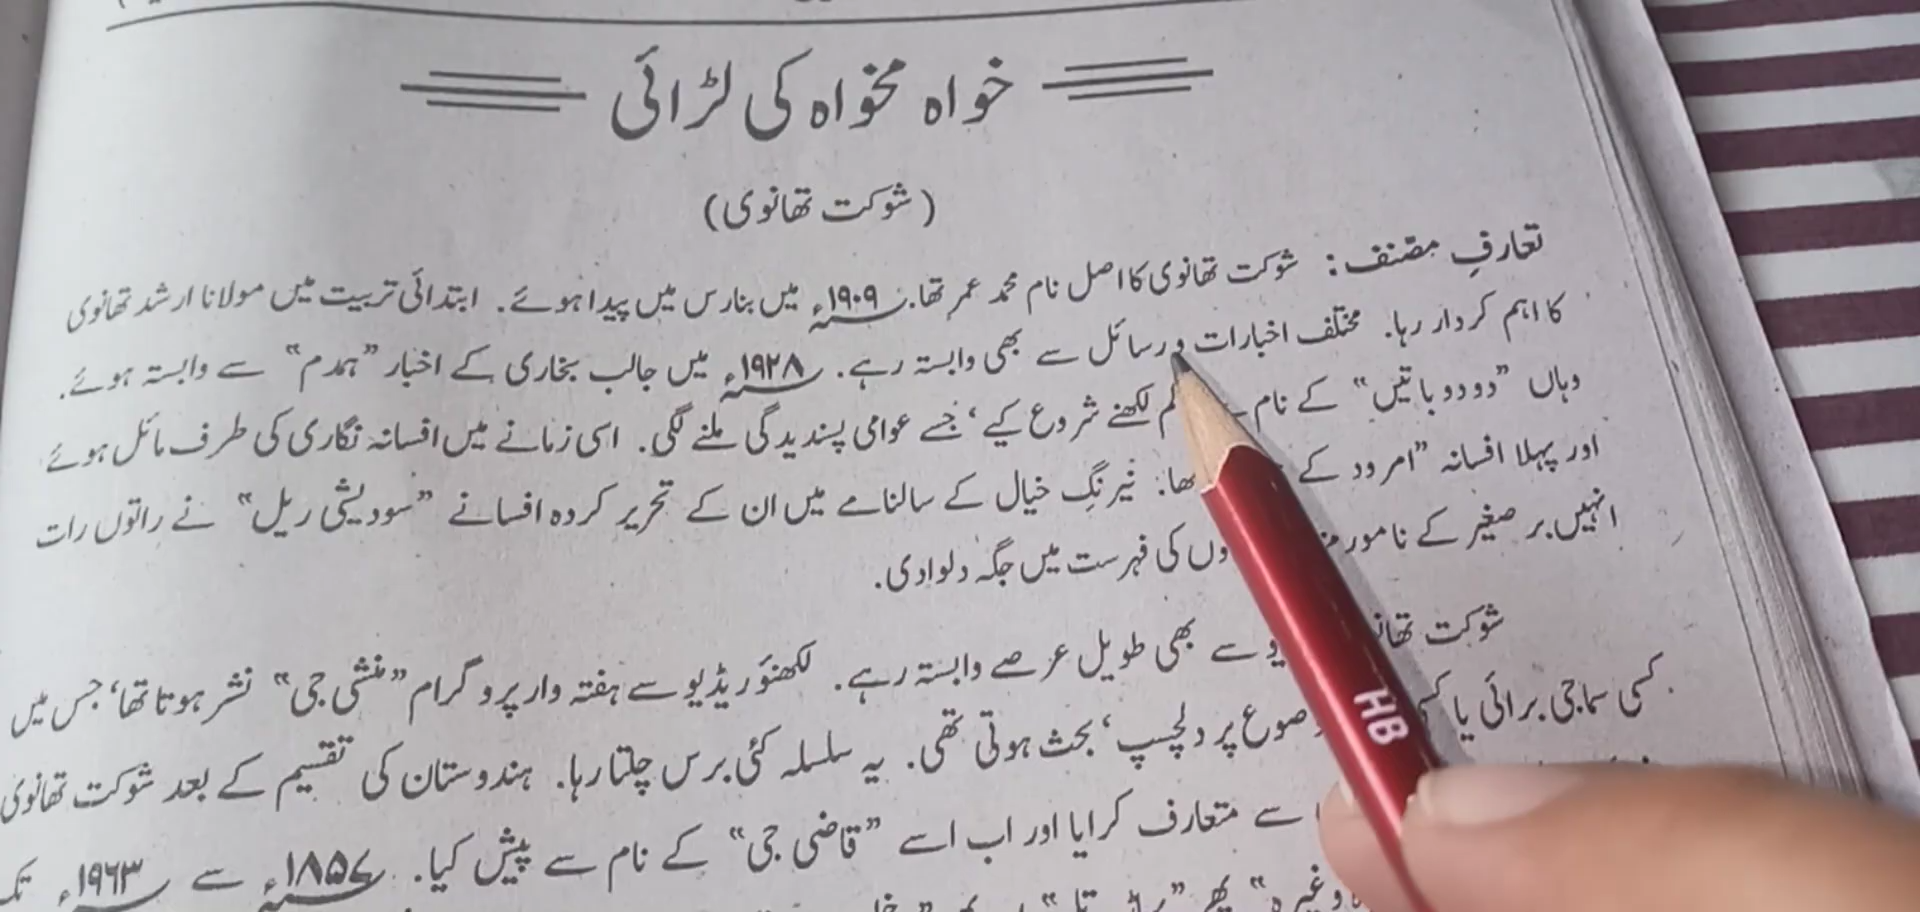 خواہ مخواہ کی لڑائی
(شوکت تھانوی)
تعارفِ مصنف: شوکت تھانوی کا اصل نام محمد عمر تھا۔ ۱۹۰۹ء میں بنارس میں پیدا ہوئے۔ ابتدائی تربیت میں مولانا ارشد تھانوی
کا اہم کردار رہا۔ مختلف اخبارات و رسائل سے بھی وابستہ رہے۔ ۱۹۲۸ء میں جالب بخاری کے اخبار ”ہمدم“ سے وابستہ ہوئے۔
وہاں ”دو دو باتیں“ کے نام لکھنے شروع کیے، جسے عوامی پسندیدگی ملنے لگی۔ اسی زمانے میں افسانہ نگاری کی طرف مائل ہوئے
اور پہلا افسانہ ”امرود کے تھا۔ نیرنگِ خیال کے سالنامے میں ان کے تحریر کردہ افسانے ”سودیشی ریل“ نے راتوں رات
انہیں برصغیر کے نامور کی فہرست میں جگہ دلوا دی۔
شوکت سے بھی طویل عرصے وابستہ رہے۔ لکھنؤ ریڈیو سے ہفتہ وار پروگرام ”منشی جی“ نشر ہوتا تھا، جس میں
کسی سماجی برائی یا پر دلچسپ، بحث ہوتی تھی۔ یہ سلسلہ کئی برس چلتا رہا۔ ہندوستان کی تقسیم کے بعد شوکت تھانوی
سے متعارف کرایا اور اب اسے ”قاضی جی“ کے نام سے پیش کیا۔ ۱۸۵۷ء سے ۱۹۶۳ء تک
وغیرہ“ پھر
HB